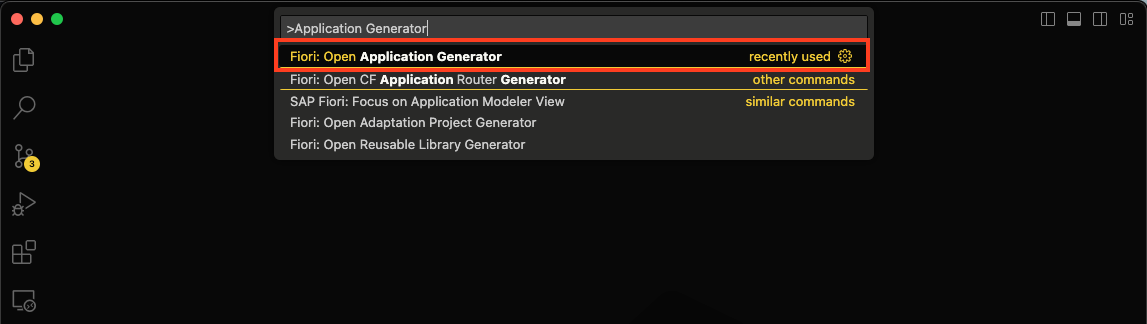 >Application Generator
Fiori: Open Application Generator recently used
Fiori: Open CF Application Router Generator other commands
SAP Fiori: Focus on Application Modeler View similar commands
Fiori: Open Adaptation Project Generator
3
Fiori: Open Reusable Library Generator